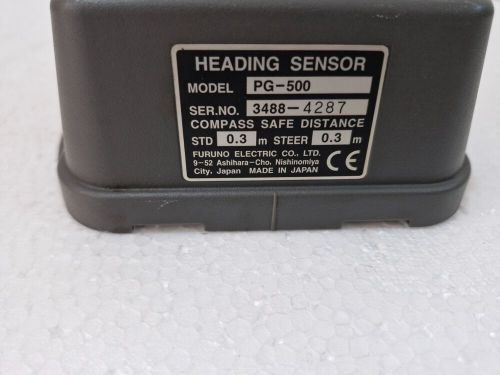 HEADING SENSOR
MODEL PG-500
SER.NO. 3488-4287
COMPASS SAFE DISTANCE
STD 0.3 m STEER 0.3 m
FURUNO ELECTRIC CO., LTD.
9-52 Ashihara-Cho. Nishinomiya
City. Japan MADE IN JAPAN CE